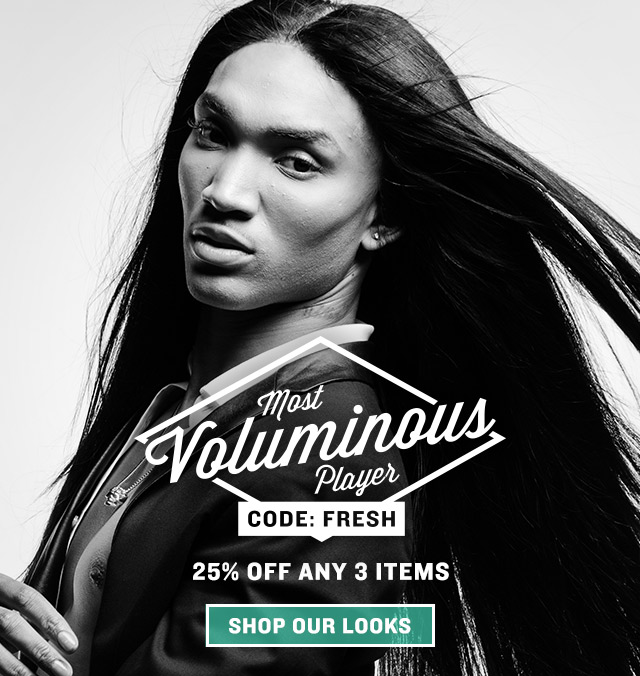 Most
Voluminous
Player
CODE: FRESH
25% OFF ANY 3 ITEMS
SHOP OUR LOOKS